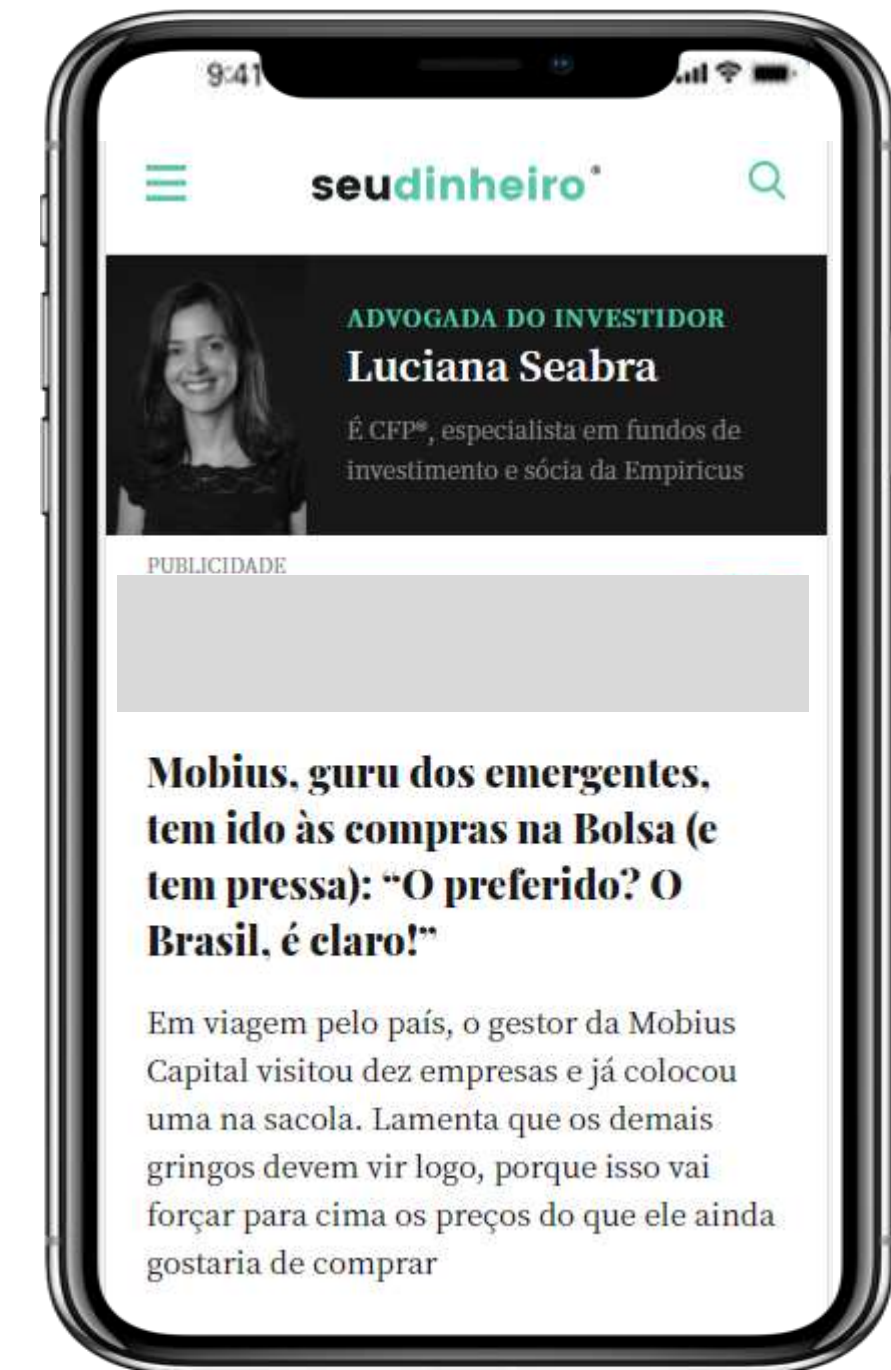 9:41
seudinheiro®
ADVOGADA DO INVESTIDOR
Luciana Seabra
É CFP®, especialista em fundos de
investimento e sócia da Empiricus
PUBLICIDADE
Mobius, guru dos emergentes,
tem ido às compras na Bolsa (e
tem pressa): “O preferido? O
Brasil, é claro!”
Em viagem pelo país, o gestor da Mobius
Capital visitou dez empresas e já colocou
uma na sacola. Lamenta que os demais
gringos devem vir logo, porque isso vai
forçar para cima os preços do que ele ainda
gostaria de comprar